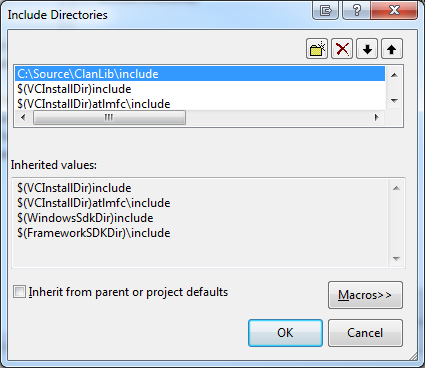 Include Directories
C:\Source\ClanLib\include
$(VCInstallDir)include
$(VCInstallDir)atlmfc\include
Inherited values:
$(VCInstallDir)include
$(VCInstallDir)atlmfc\include
$(WindowsSdkDir)include
$(FrameworkSDKDir)\include
Inherit from parent or project defaults
Macros>>
OK
Cancel